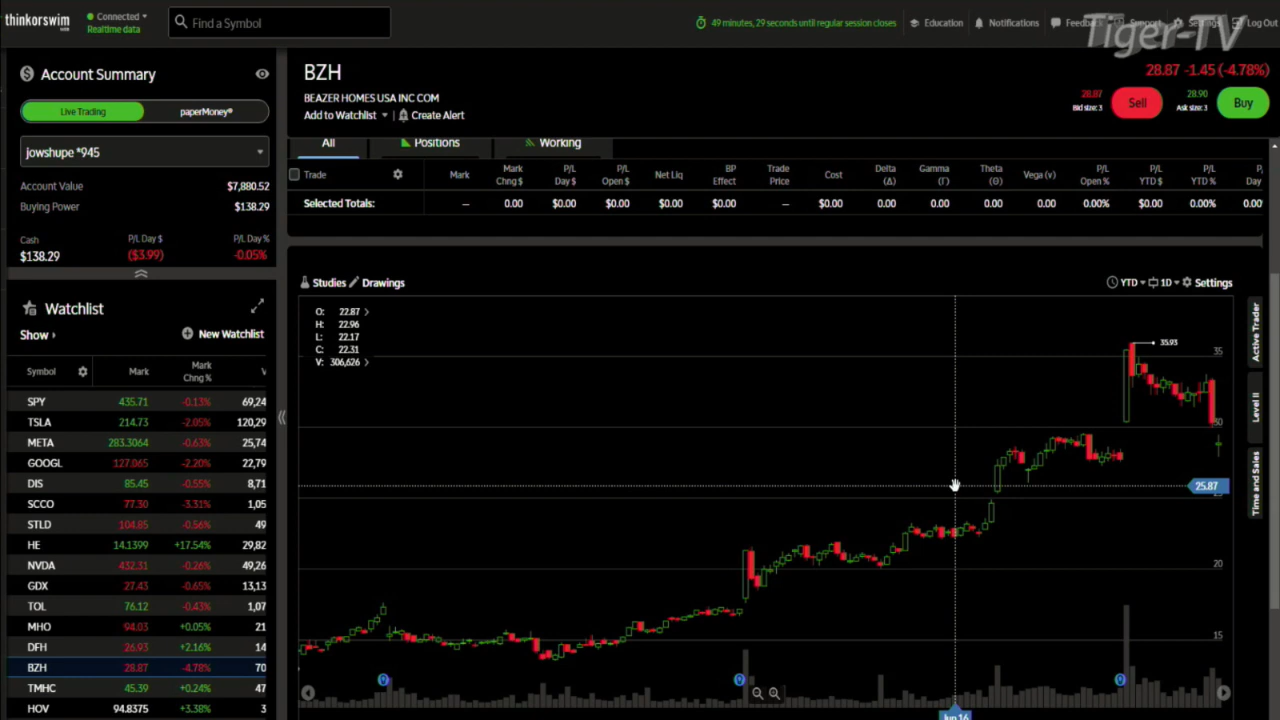 thinkorswim
WEB
Connected
Realtime data
Find a Symbol
49 minutes, 29 seconds until regular session closes
Education
Notifications
Log Out
Tiger-TV
Account Summary
Live Trading
paperMoney®
jowshupe *945
Account Value
$7,880.52
Buying Power
$138.29
Cash
P/L Day $
P/L Day %
$138.29
($3.99)
-0.05%
Watchlist
Show
New Watchlist
Symbol
Mark
Mark
Chng %
V
SPY 435.71 -0.13% 69,24
TSLA 214.73 -2.05% 120,29
META 283.3064 -0.63% 25,74
GOOGL 127.065 -2.20% 22,79
DIS 85.45 -0.55% 8,71
SCCO 77.30 -3.31% 1,05
STLD 104.85 -0.56% 49
HE 14.1399 +17.54% 29,82
NVDA 432.31 -0.26% 49,26
GDX 27.43 -0.65% 13,13
TOL 76.12 -0.43% 1,07
MHO 94.03 +0.05% 21
DFH 26.93 +2.16% 14
BZH 28.87 -4.78% 70
TMHC 45.39 +0.24% 47
HOV 94.8375 +3.38% 3
BZH
BEAZER HOMES USA INC COM
Add to Watchlist
Create Alert
28.87 -1.45 (-4.78%)
28.87
Bid size: 3
Sell
28.90
Ask size: 3
Buy
All
Positions
Working
Trade
Mark
Mark
Chng $
P/L
Day $
P/L
Open $
Net Liq
BP
Effect
Trade
Price
Cost
Delta
(Δ)
Gamma
(Γ)
Theta
(Θ)
Vega (v)
P/L
Open %
P/L
YTD $
P/L
YTD %
P/
Day
Selected Totals: — 0.00 $0.00 $0.00 $0.00 $0.00 — $0.00 0.00 0.00 0.00 0.00 0.00% $0.00 0.00% 0.00
Studies
Drawings
YTD
1D
Settings
O: 22.87
H: 22.96
L: 22.17
C: 22.31
V: 306,626
35.93
35
30
25.87
20
15
Jun 16
Active Trader
Level II
Time and Sales